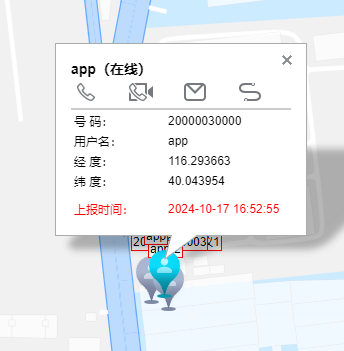 app（在线）
号 码： 20000030000
用户名： app
经 度： 116.293663
纬 度： 40.043954
上报时间： 2024-10-17 16:52:55